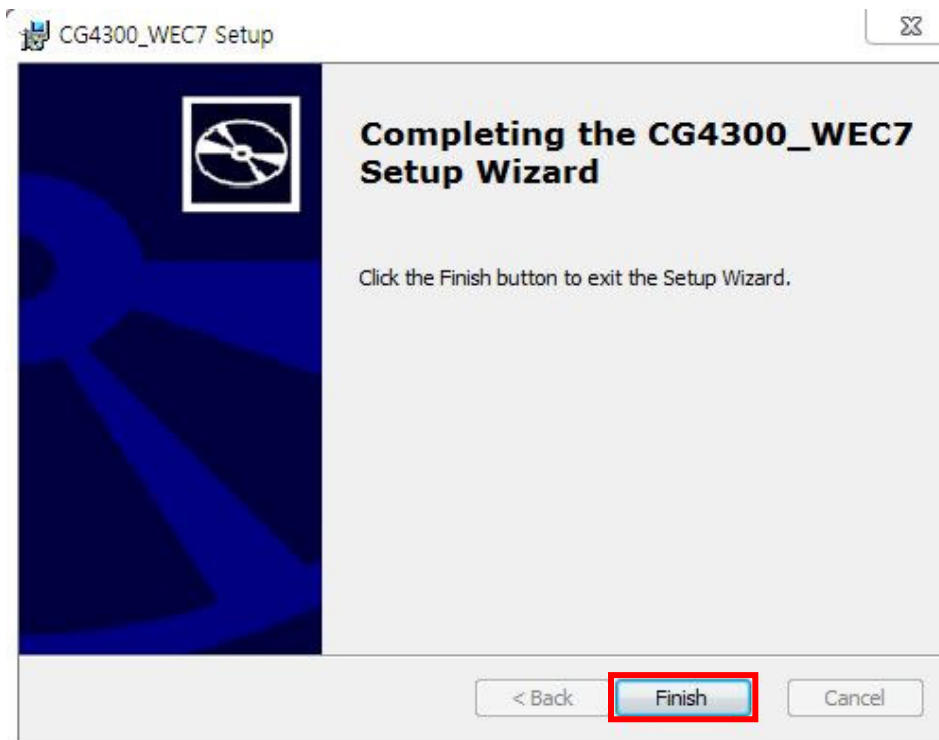 CG4300_WEC7 Setup
Completing the CG4300_WEC7
Setup Wizard
Click the Finish button to exit the Setup Wizard.
< Back
Finish
Cancel